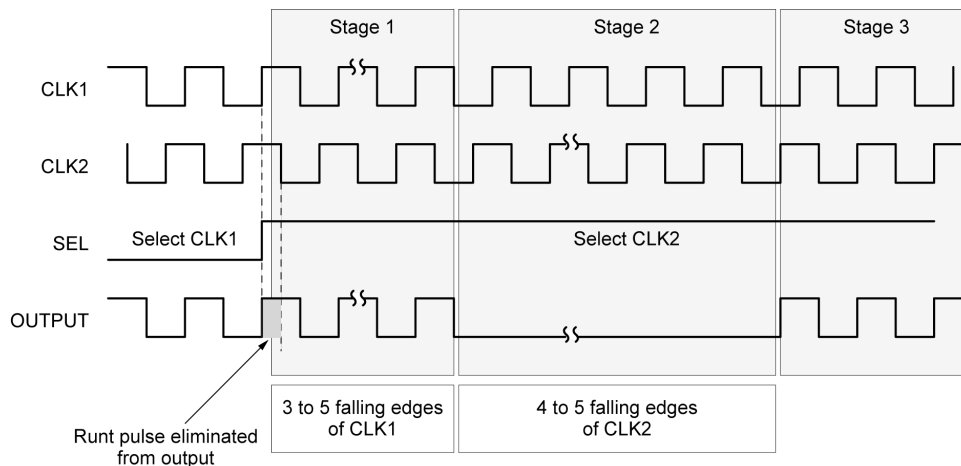 Stage 1
Stage 2
Stage 3
CLK1
CLK2
SEL
Select CLK1
Select CLK2
OUTPUT
3 to 5 falling edges
of CLK1
4 to 5 falling edges
of CLK2
Runt pulse eliminated
from output